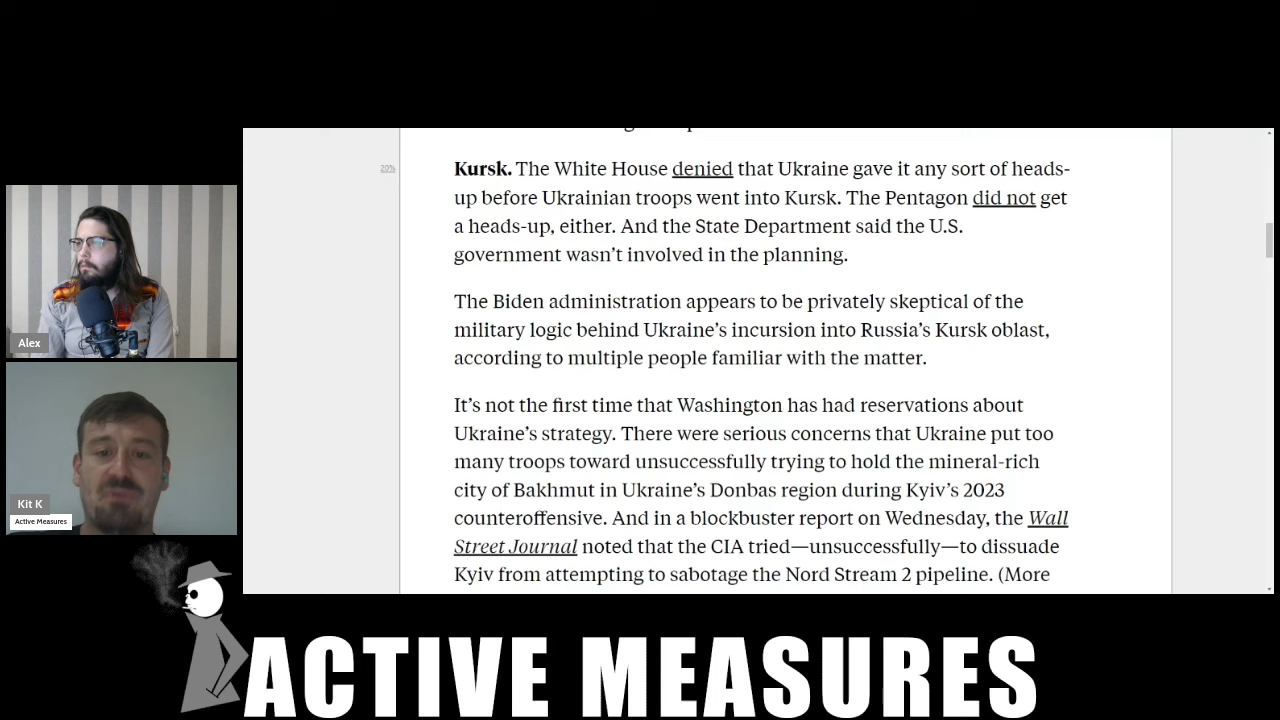 20%
Kursk. The White House denied that Ukraine gave it any sort of heads-
up before Ukrainian troops went into Kursk. The Pentagon did not get
a heads-up, either. And the State Department said the U.S.
government wasn't involved in the planning.
The Biden administration appears to be privately skeptical of the
military logic behind Ukraine's incursion into Russia's Kursk oblast,
according to multiple people familiar with the matter.
It's not the first time that Washington has had reservations about
Ukraine's strategy. There were serious concerns that Ukraine put too
many troops toward unsuccessfully trying to hold the mineral-rich
city of Bakhmut in Ukraine's Donbas region during Kyiv's 2023
counteroffensive. And in a blockbuster report on Wednesday, the Wall
Street Journal noted that the CIA tried—unsuccessfully—to dissuade
Kyiv from attempting to sabotage the Nord Stream 2 pipeline. (More
Alex
Kit K
Active Measures
ACTIVE MEASURES